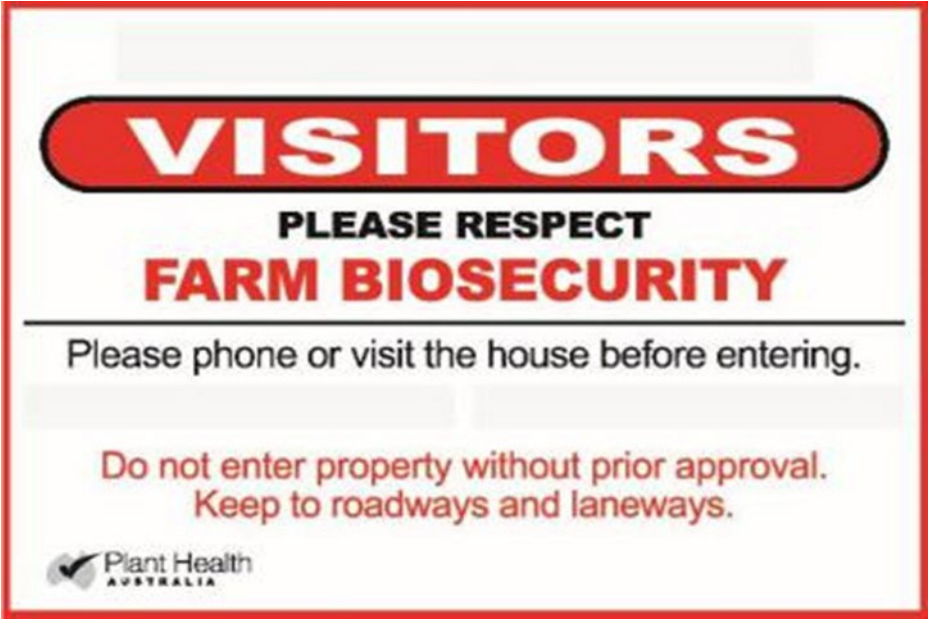 VISITORS
PLEASE RESPECT
FARM BIOSECURITY
Please phone or visit the house before entering.
Do not enter property without prior approval.
Keep to roadways and laneways.
Plant Health
AUSTRALIA